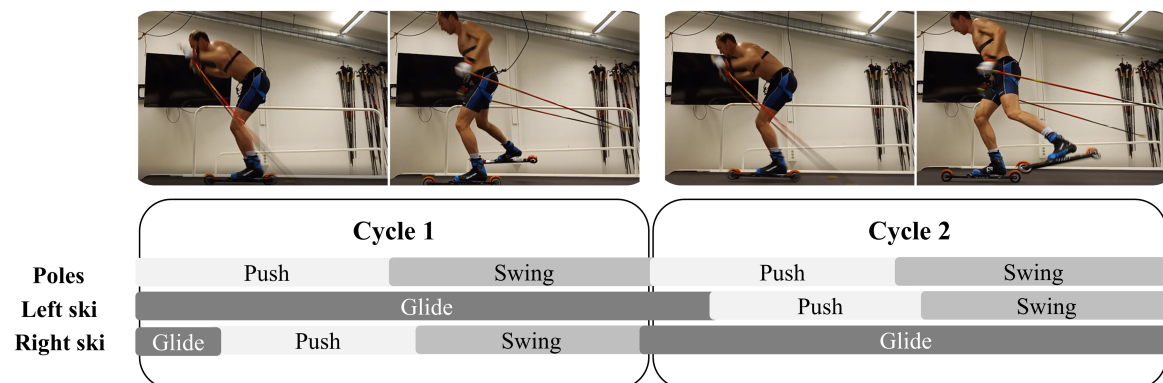 Cycle 1 Cycle 2
Poles Push Swing Push Swing
Left ski Glide Push Swing
Right ski Glide Push Swing Glide